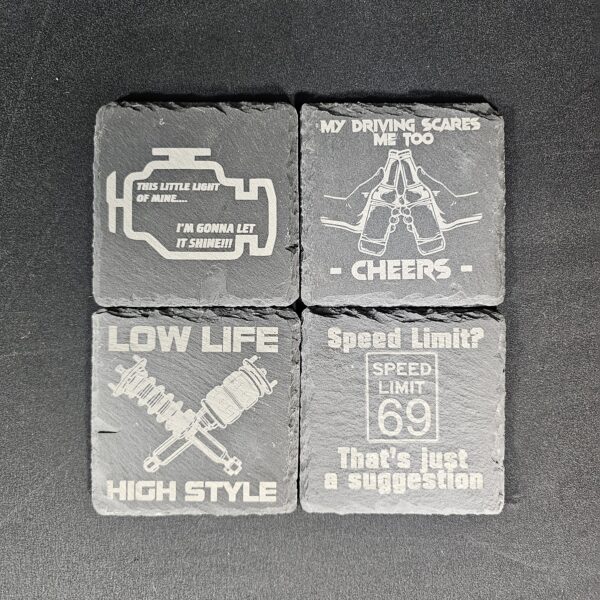 THIS LITTLE LIGHT
OF MINE....
I'M GONNA LET
IT SHINE!!!
MY DRIVING SCARES
ME TOO
- CHEERS -
LOW LIFE
HIGH STYLE
Speed Limit?
SPEED
LIMIT
69
That's just
a suggestion